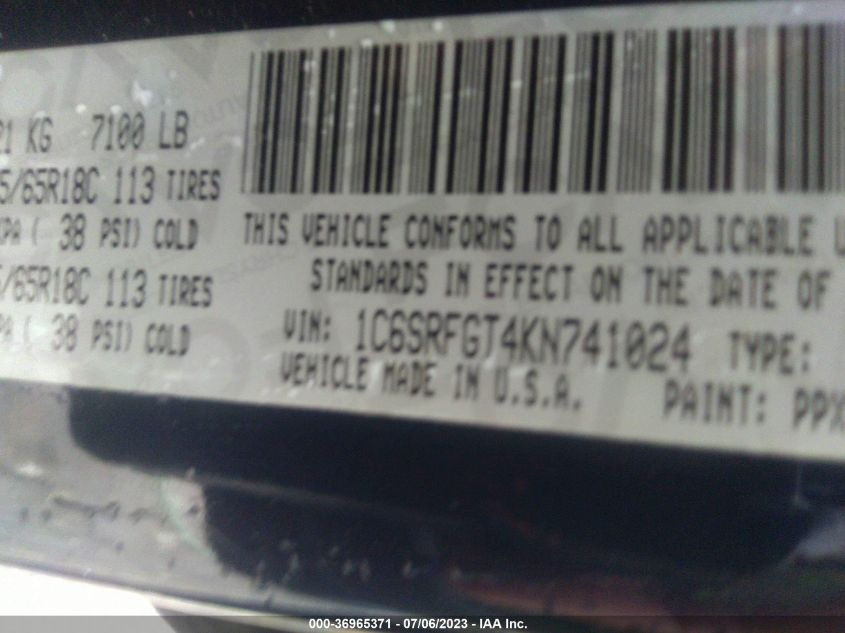 21 KG 7100 LB
5/65R18C 113 TIRES
KPA ( 38 PSI) COLD
5/65R18C 113 TIRES
KPA ( 38 PSI) COLD
THIS VEHICLE CONFORMS TO ALL APPLICABLE U
STANDARDS IN EFFECT ON THE DATE OF
VIN: 1C6SRFGT4KN741024 TYPE:
VEHICLE MADE IN U.S.A. PAINT: PPX
000-36965371 - 07/06/2023 - IAA Inc.